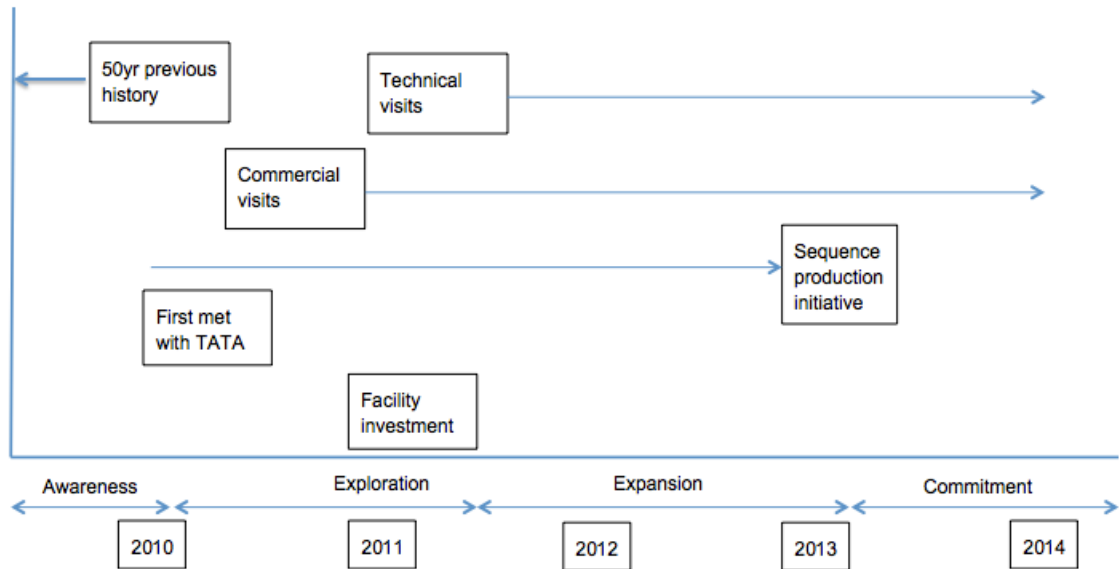 50yr previous
history
Technical
visits
Commercial
visits
Sequence
production
initiative
First met
with TATA
Facility
investment
Awareness
Exploration
Expansion
Commitment
2010
2011
2012
2013
2014